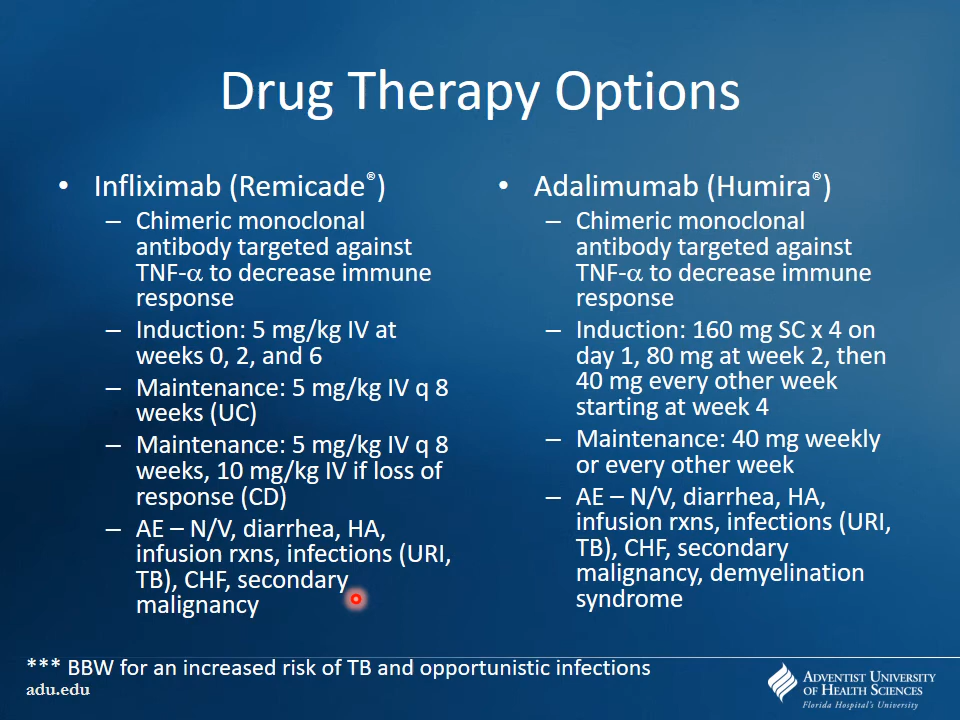 Drug Therapy Options
• Infliximab (Remicade®)
– Chimeric monoclonal
antibody targeted against
TNF-α to decrease immune
response
– Induction: 5 mg/kg IV at
weeks 0, 2, and 6
– Maintenance: 5 mg/kg IV q 8
weeks (UC)
– Maintenance: 5 mg/kg IV q 8
weeks, 10 mg/kg IV if loss of
response (CD)
– AE – N/V, diarrhea, HA,
infusion rxns, infections (URI,
TB), CHF, secondary
malignancy
• Adalimumab (Humira®)
– Chimeric monoclonal
antibody targeted against
TNF-α to decrease immune
response
– Induction: 160 mg SC x 4 on
day 1, 80 mg at week 2, then
40 mg every other week
starting at week 4
– Maintenance: 40 mg weekly
or every other week
– AE – N/V, diarrhea, HA,
infusion rxns, infections (URI,
TB), CHF, secondary
malignancy, demyelination
syndrome
*** BBW for an increased risk of TB and opportunistic infections
adu.edu
ADVENTIST UNIVERSITY
OF HEALTH SCIENCES
Florida Hospital's University